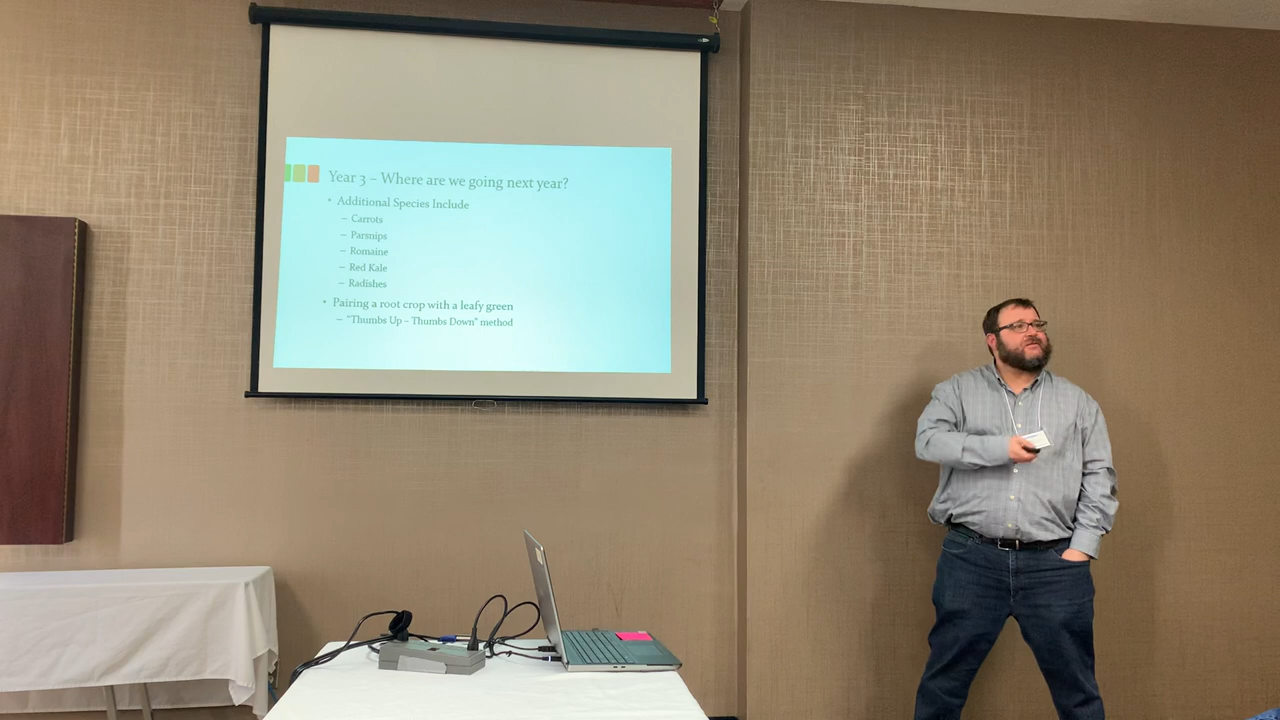 Year 3 – Where are we going next year?
• Additional Species Include
– Carrots
– Parsnips
– Romaine
– Red Kale
– Radishes
• Pairing a root crop with a leafy green
– "Thumbs Up – Thumbs Down" method